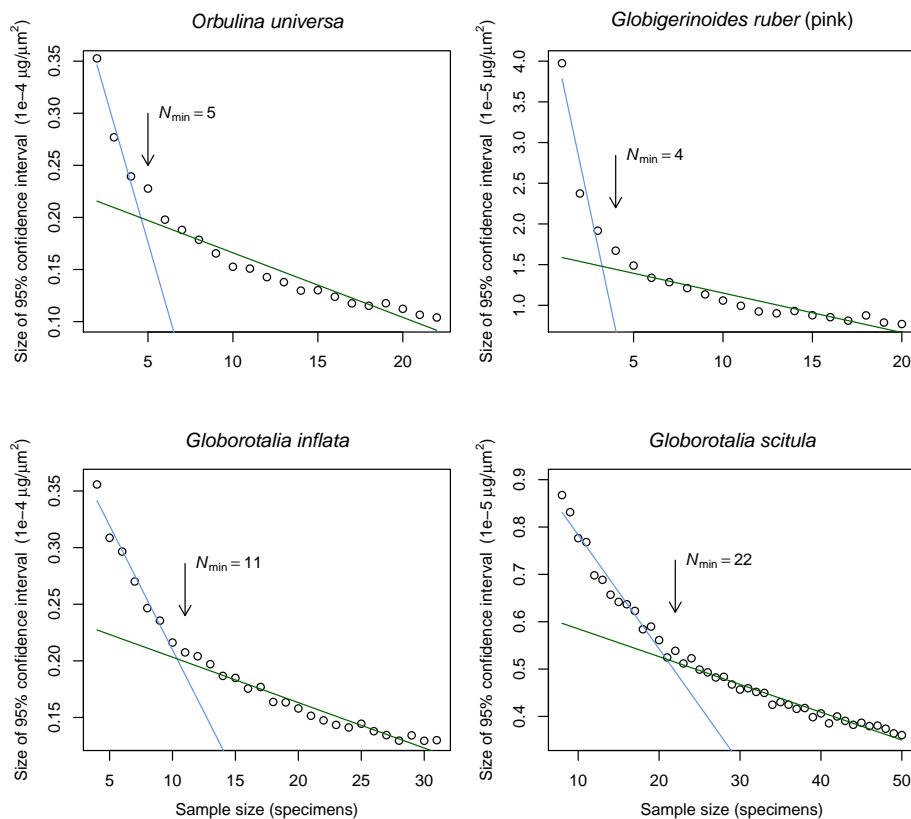 Orbulina universa
Size of 95% confidence interval (1e−4 μg/μm²)
0.10 0.15 0.20 0.25 0.30 0.35
N_min = 5
5 10 15 20
Globigerinoides ruber (pink)
Size of 95% confidence interval (1e−5 μg/μm²)
1.0 1.5 2.0 2.5 3.0 3.5 4.0
N_min = 4
5 10 15 20
Globorotalia inflata
Size of 95% confidence interval (1e−4 μg/μm²)
0.15 0.20 0.25 0.30 0.35
N_min = 11
5 10 15 20 25 30
Sample size (specimens)
Globorotalia scitula
Size of 95% confidence interval (1e−5 μg/μm²)
0.4 0.5 0.6 0.7 0.8 0.9
N_min = 22
10 20 30 40 50
Sample size (specimens)